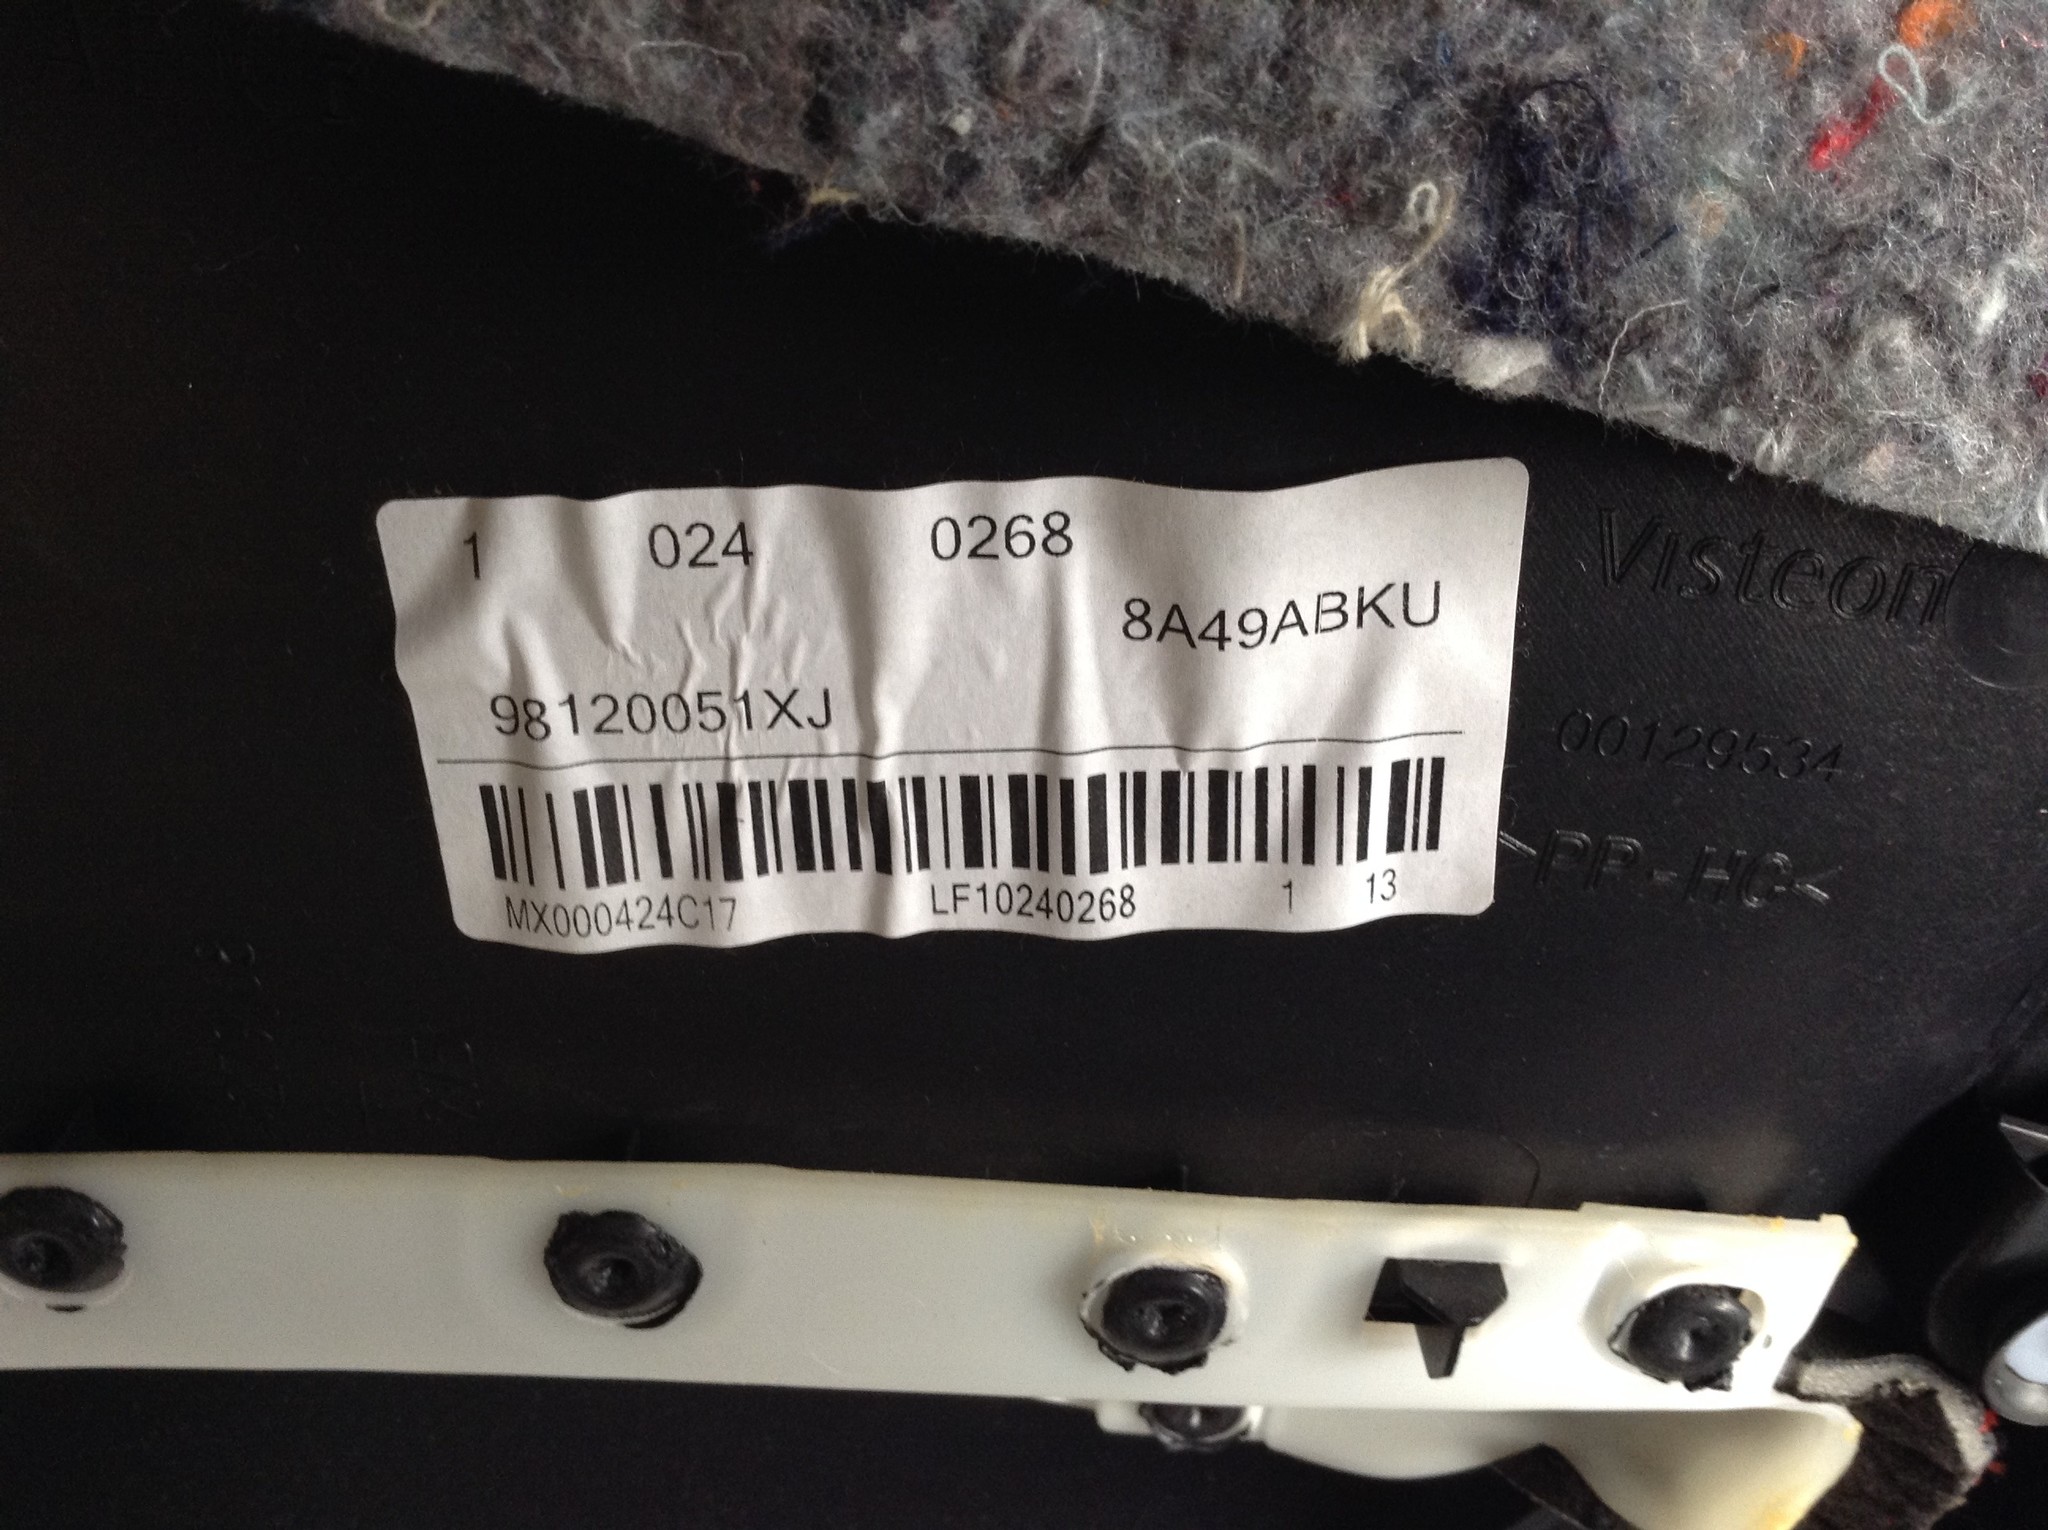 1 024 0268
8A49ABKU
98120051XJ
MX000424C17 LF10240268 1 13
Visteon
00129534
>PP-HC<